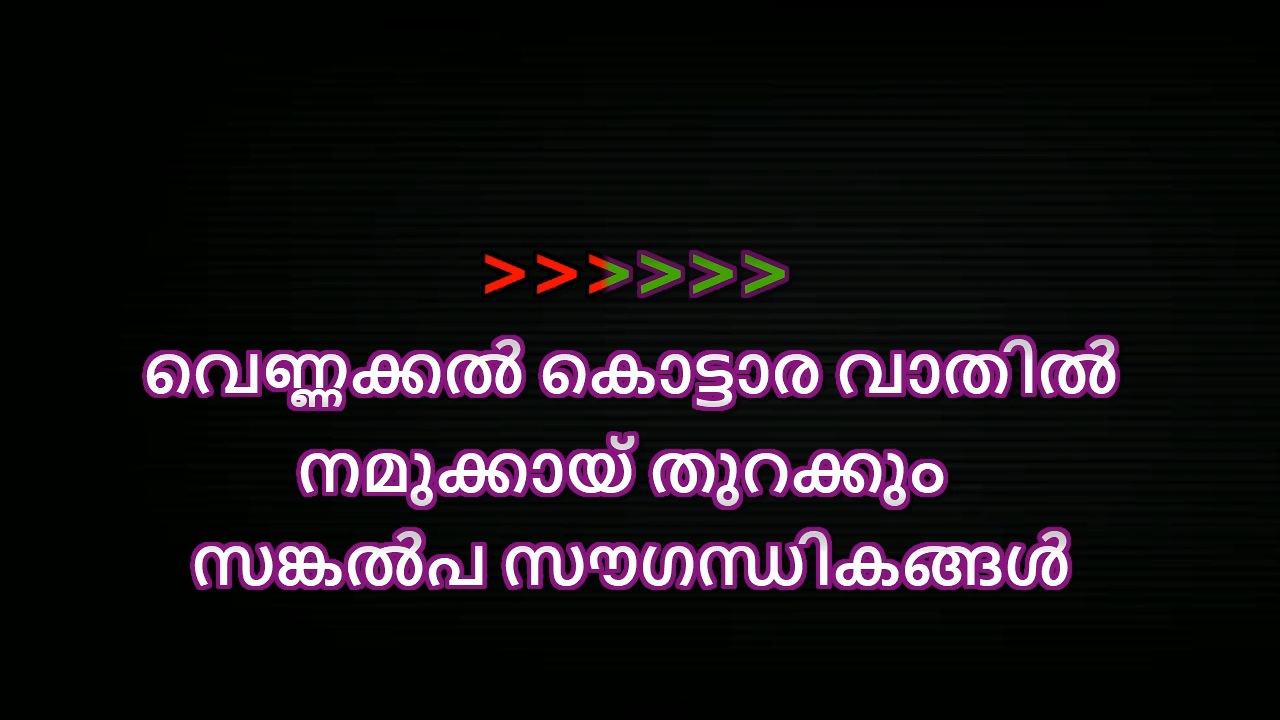 >>>>>>
വെണ്ണക്കൽ കൊട്ടാര വാതിൽ
നമുക്കായ് തുറക്കും
സങ്കൽപ സൗഗന്ധികങ്ങൾ